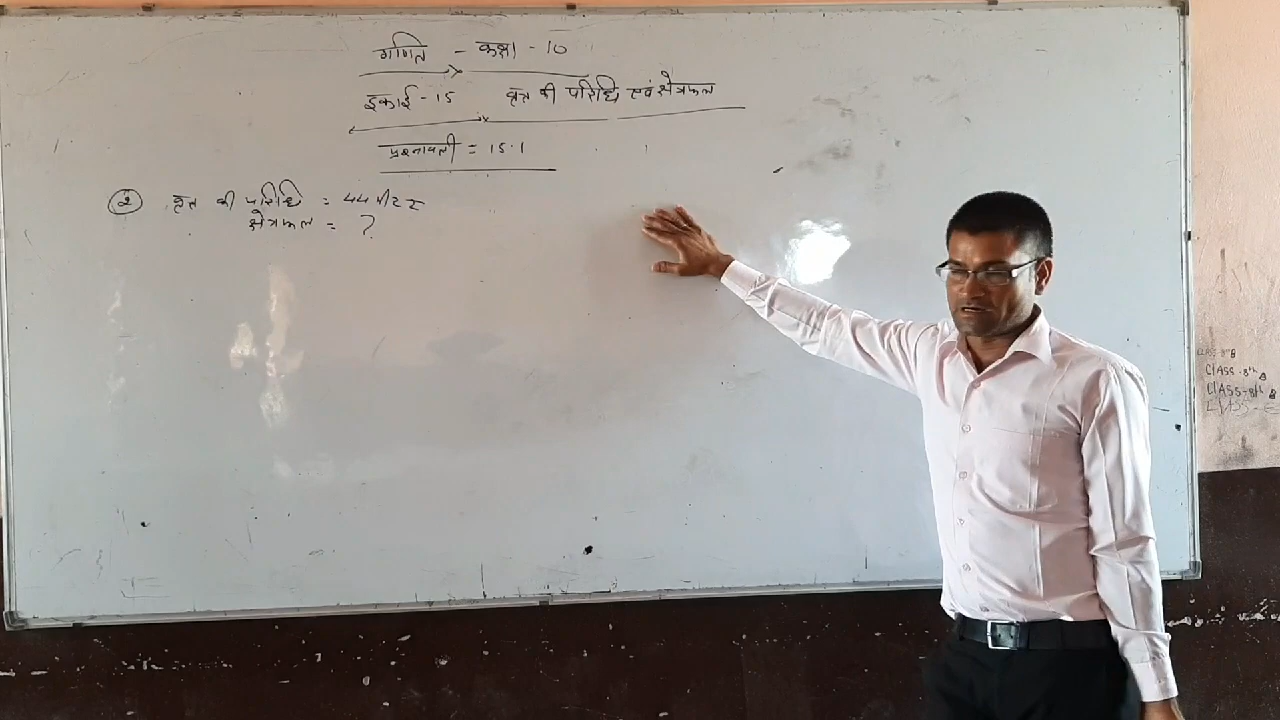 गणित - कक्षा - 10
इकाई - 15 वृत्त की परिधि एवं क्षेत्रफल
प्रश्नावली = 15.1
② वृत्त की परिधि = 44 मीटर
क्षेत्रफल = ?
CLASS-8th B
CLASS-8th B
CLASS